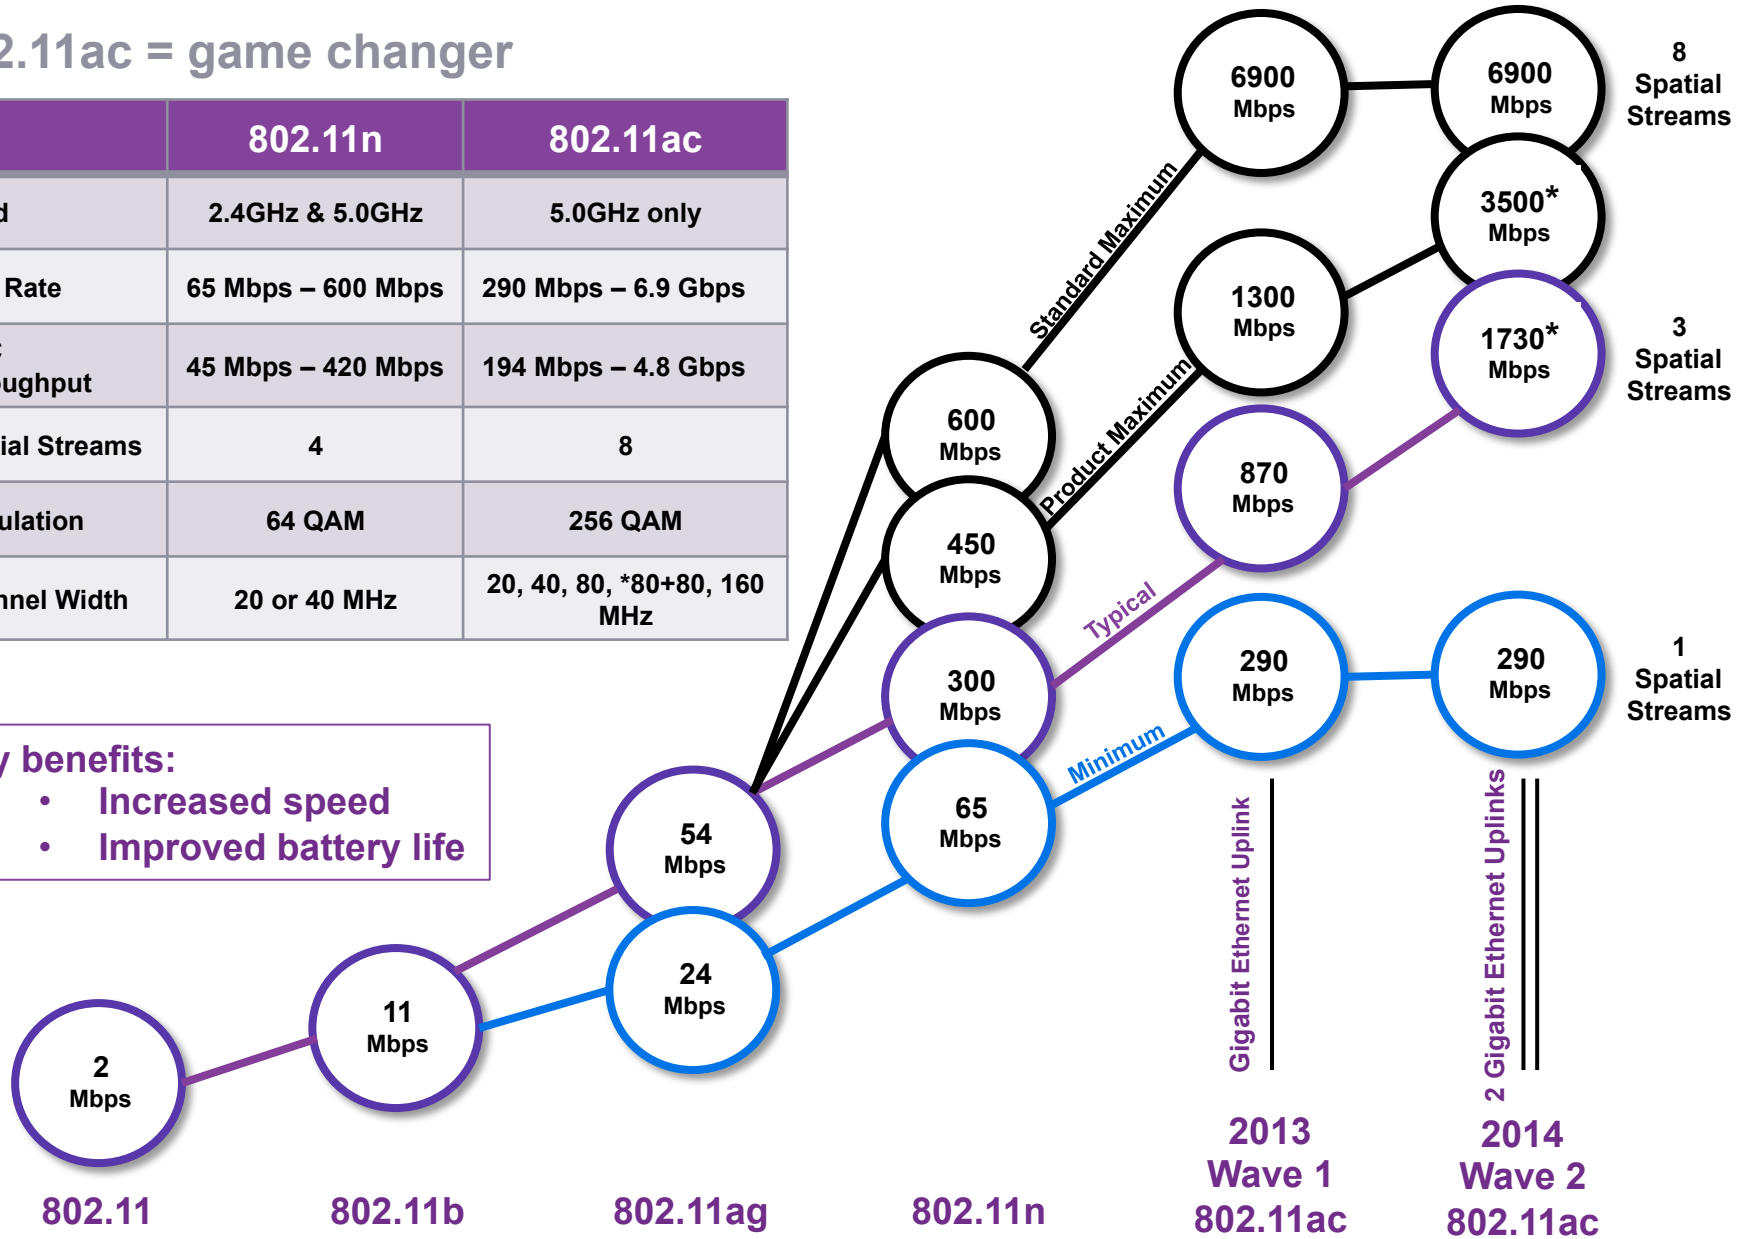 2.11ac = game changer
802.11n 802.11ac
d 2.4GHz & 5.0GHz 5.0GHz only
Rate 65 Mbps – 600 Mbps 290 Mbps – 6.9 Gbps
oughput 45 Mbps – 420 Mbps 194 Mbps – 4.8 Gbps
ial Streams 4 8
ulation 64 QAM 256 QAM
nnel Width 20 or 40 MHz 20, 40, 80, *80+80, 160
MHz
y benefits:
• Increased speed
• Improved battery life
2
Mbps
11
Mbps
54
Mbps
24
Mbps
600
Mbps
450
Mbps
300
Mbps
65
Mbps
Standard Maximum
Product Maximum
Typical
Minimum
6900
Mbps
1300
Mbps
870
Mbps
290
Mbps
6900
Mbps
3500*
Mbps
1730*
Mbps
290
Mbps
8
Spatial
Streams
3
Spatial
Streams
1
Spatial
Streams
Gigabit Ethernet Uplink
2 Gigabit Ethernet Uplinks
802.11
802.11b
802.11ag
802.11n
2013
Wave 1
802.11ac
2014
Wave 2
802.11ac